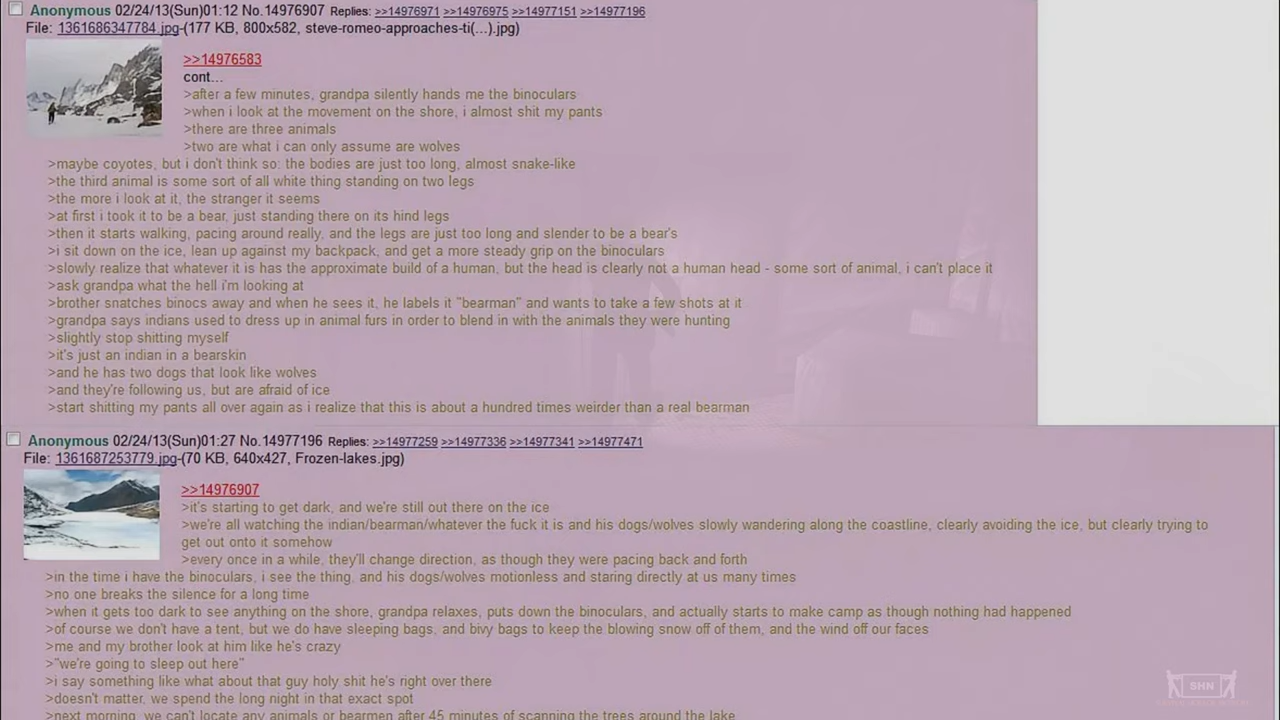 Anonymous 02/24/13(Sun)01:12 No.14976907 Replies: >>14976971 >>14976975 >>14977151 >>14977196
File: 1361686347784.jpg-(177 KB, 800x582, steve-romeo-approaches-ti(...).jpg)
>>14976583
cont...
>after a few minutes, grandpa silently hands me the binoculars
>when i look at the movement on the shore, i almost shit my pants
>there are three animals
>two are what i can only assume are wolves
>maybe coyotes, but i don't think so: the bodies are just too long, almost snake-like
>the third animal is some sort of all white thing standing on two legs
>the more i look at it, the stranger it seems
>at first i took it to be a bear, just standing there on its hind legs
>then it starts walking, pacing around really, and the legs are just too long and slender to be a bear's
>i sit down on the ice, lean up against my backpack, and get a more steady grip on the binoculars
>slowly realize that whatever it is has the approximate build of a human, but the head is clearly not a human head - some sort of animal, i can't place it
>ask grandpa what the hell i'm looking at
>brother snatches binocs away and when he sees it, he labels it "bearman" and wants to take a few shots at it
>grandpa says indians used to dress up in animal furs in order to blend in with the animals they were hunting
>slightly stop shitting myself
>it's just an indian in a bearskin
>and he has two dogs that look like wolves
>and they're following us, but are afraid of ice
>start shitting my pants all over again as i realize that this is about a hundred times weirder than a real bearman
Anonymous 02/24/13(Sun)01:27 No.14977196 Replies: >>14977259 >>14977336 >>14977341 >>14977471
File: 1361687253779.jpg-(70 KB, 640x427, Frozen-lakes.jpg)
>>14976907
>it's starting to get dark, and we're still out there on the ice
>we're all watching the indian/bearman/whatever the fuck it is and his dogs/wolves slowly wandering along the coastline, clearly avoiding the ice, but clearly trying to
get out onto it somehow
>every once in a while, they'll change direction, as though they were pacing back and forth
>in the time i have the binoculars, i see the thing, and his dogs/wolves motionless and staring directly at us many times
>no one breaks the silence for a long time
>when it gets too dark to see anything on the shore, grandpa relaxes, puts down the binoculars, and actually starts to make camp as though nothing had happened
>of course we don't have a tent, but we do have sleeping bags, and bivy bags to keep the blowing snow off of them, and the wind off our faces
>me and my brother look at him like he's crazy
>"we're going to sleep out here"
>i say something like what about that guy holy shit he's right over there
>doesn't matter, we spend the long night in that exact spot
>next morning, we can't locate any animals or bearmen after 45 minutes of scanning the trees around the lake
SHN